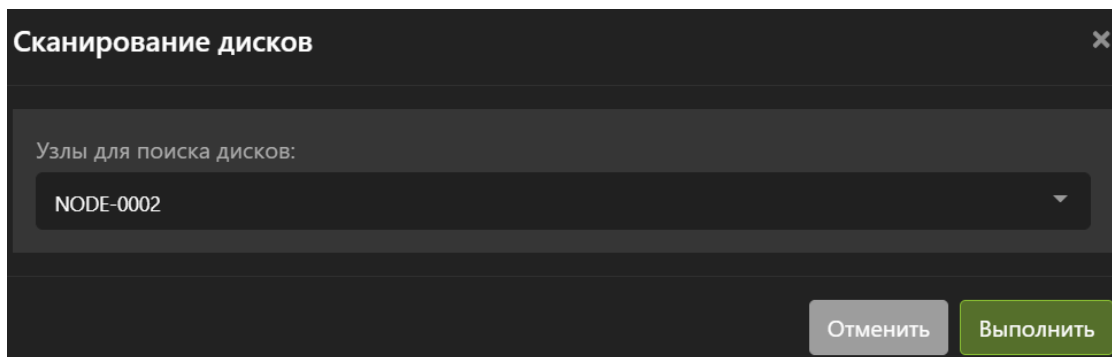 Сканирование дисков
Узлы для поиска дисков:
NODE-0002
Отменить
Выполнить